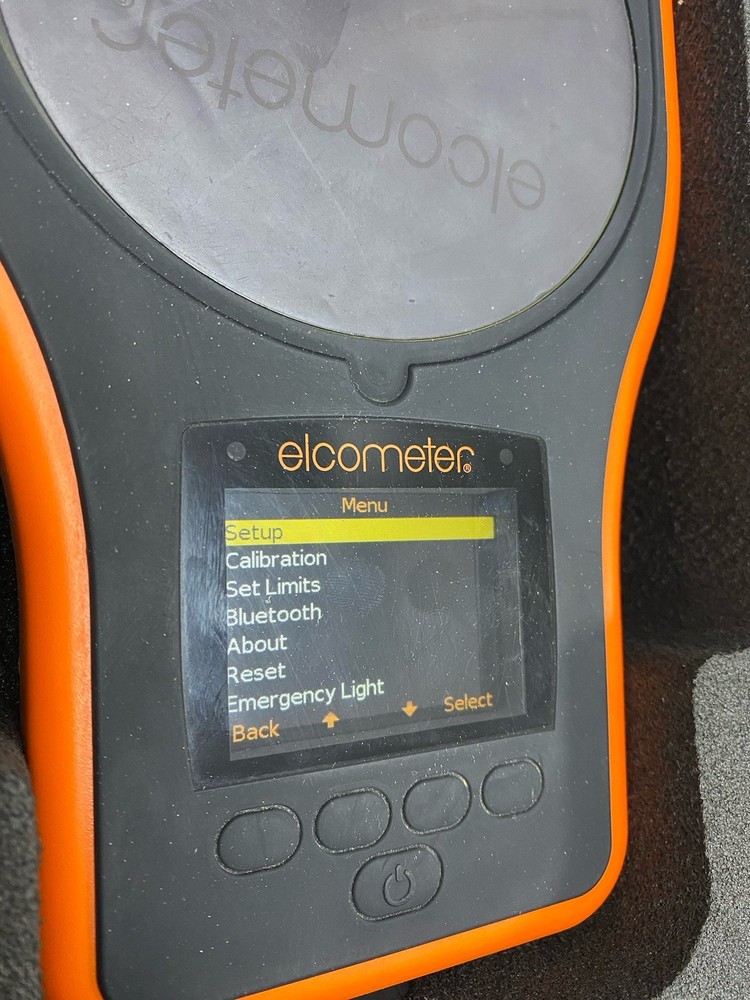 elcometer
elcometer®
Menu
Setup
Calibration
Set Limits
Bluetooth
About
Reset
Emergency Light
Back Select